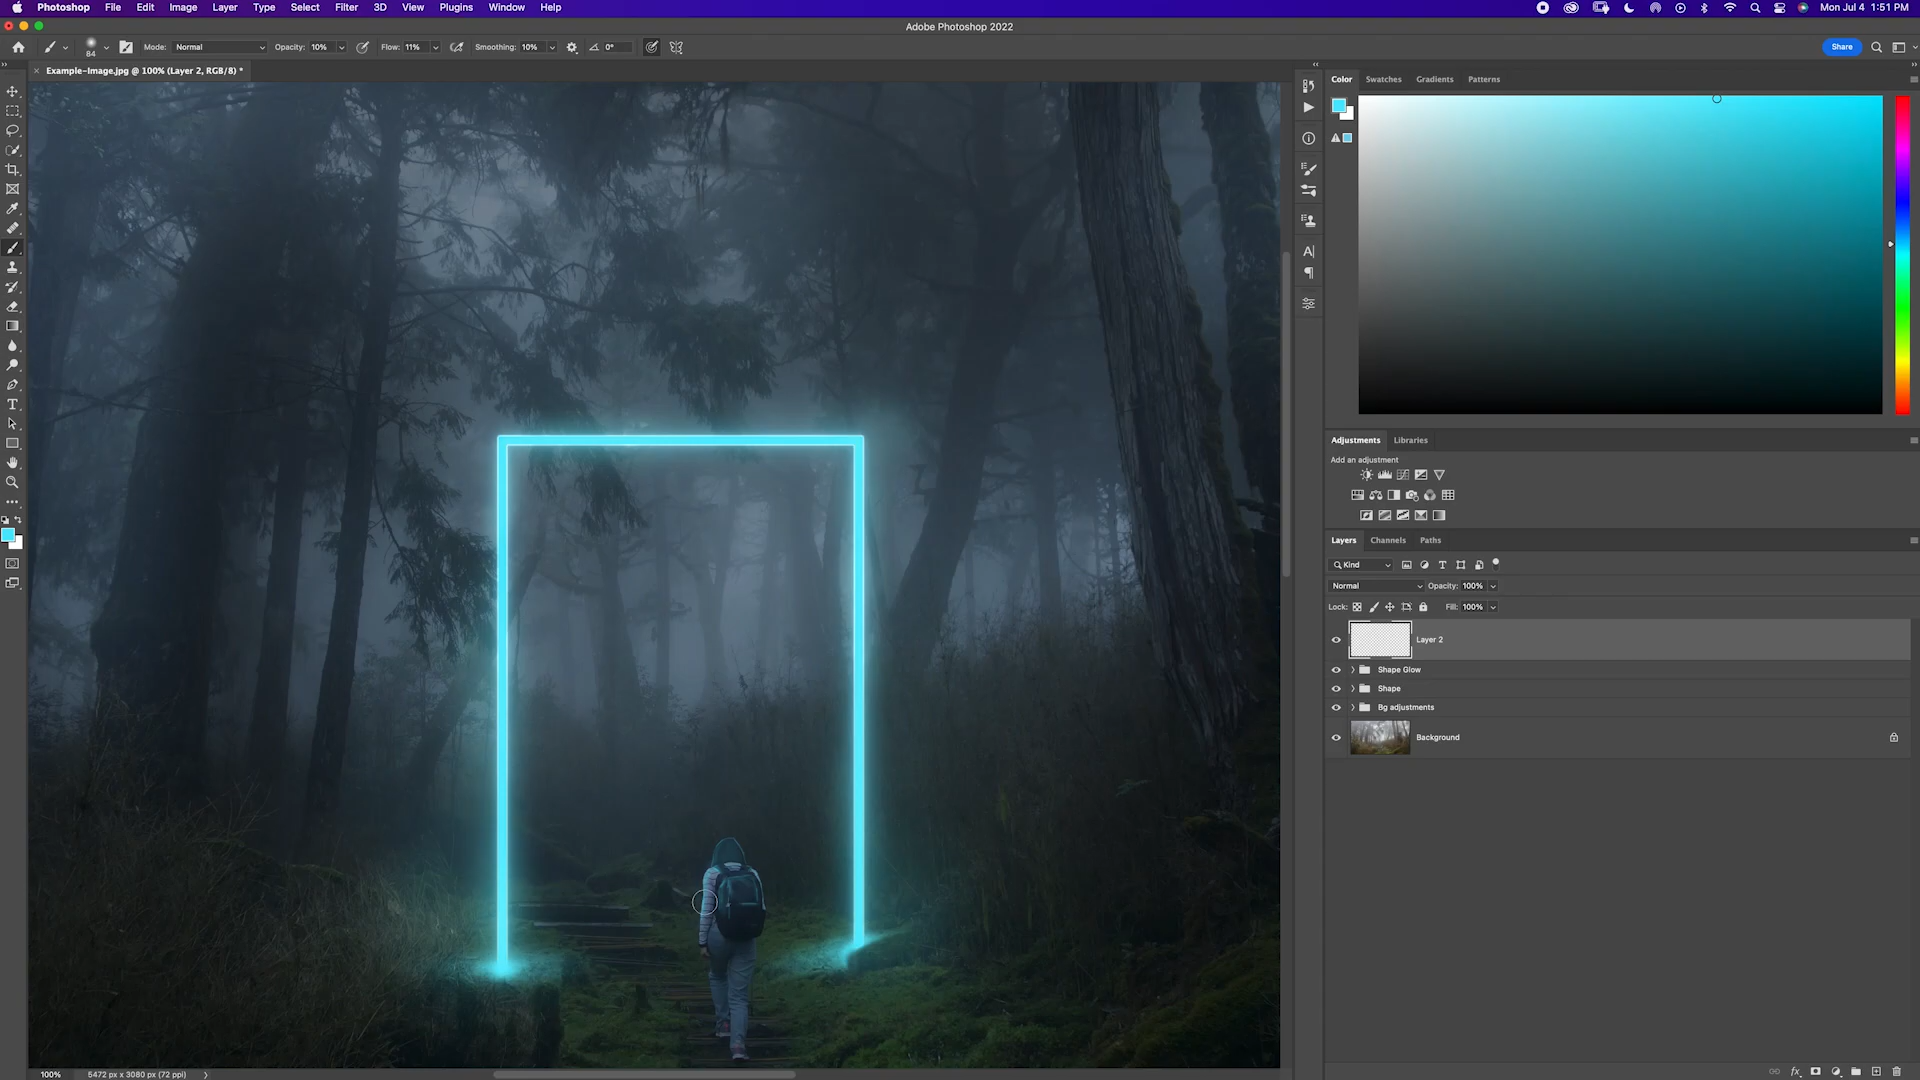 Photoshop File Edit Image Layer Type Select Filter 3D View Plugins Window Help Mon Jul 4 1:51 PM
Adobe Photoshop 2022
84 Mode: Normal Opacity: 10% Flow: 11% Smoothing: 10% 0° Share
Example-Image.jpg @ 100% (Layer 2, RGB/8) *
Color Swatches Gradients Patterns
Adjustments Libraries
Add an adjustment
Layers Channels Paths
Kind
Normal Opacity: 100%
Lock: Fill: 100%
Layer 2
Shape Glow
Shape
Bg adjustments
Background
100% 5472 px x 3080 px (72 ppi)